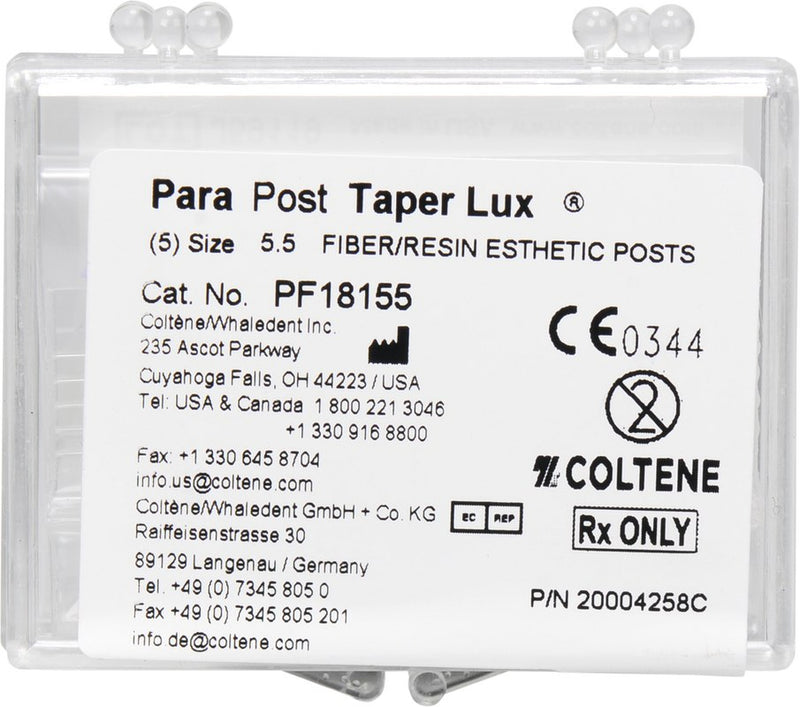 Para Post Taper Lux ®
(5) Size 5.5 FIBER/RESIN ESTHETIC POSTS
Cat. No. PF18155
Coltène/Whaledent Inc.
235 Ascot Parkway
Cuyahoga Falls, OH 44223 / USA
Tel: USA & Canada 1 800 221 3046
+1 330 916 8800
Fax: +1 330 645 8704
info.us@coltene.com
Coltène/Whaledent GmbH + Co. KG
EC REP
Raiffeisenstrasse 30
89129 Langenau / Germany
Tel. +49 (0) 7345 805 0
Fax +49 (0) 7345 805 201
info.de@coltene.com
CE 0344
2
COLTENE
Rx ONLY
P/N 20004258C